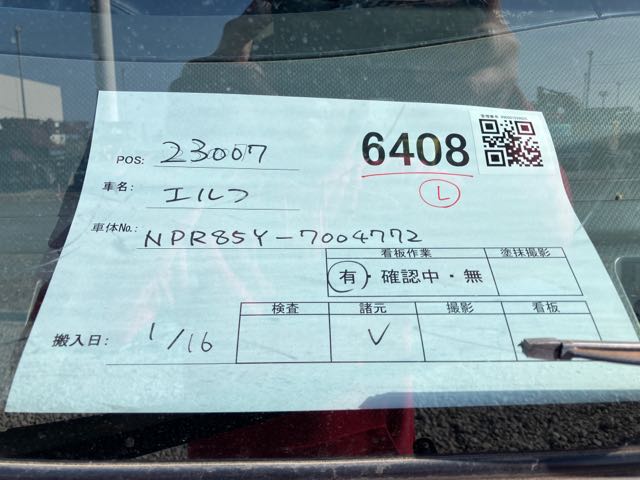 POS: 23007
6408
L
車名: エルフ
車体No.: NPR85Y-7004772
看板作業 塗抹撮影
有・確認中・無
検査 諸元 撮影 看板
搬入日: 1/16 V